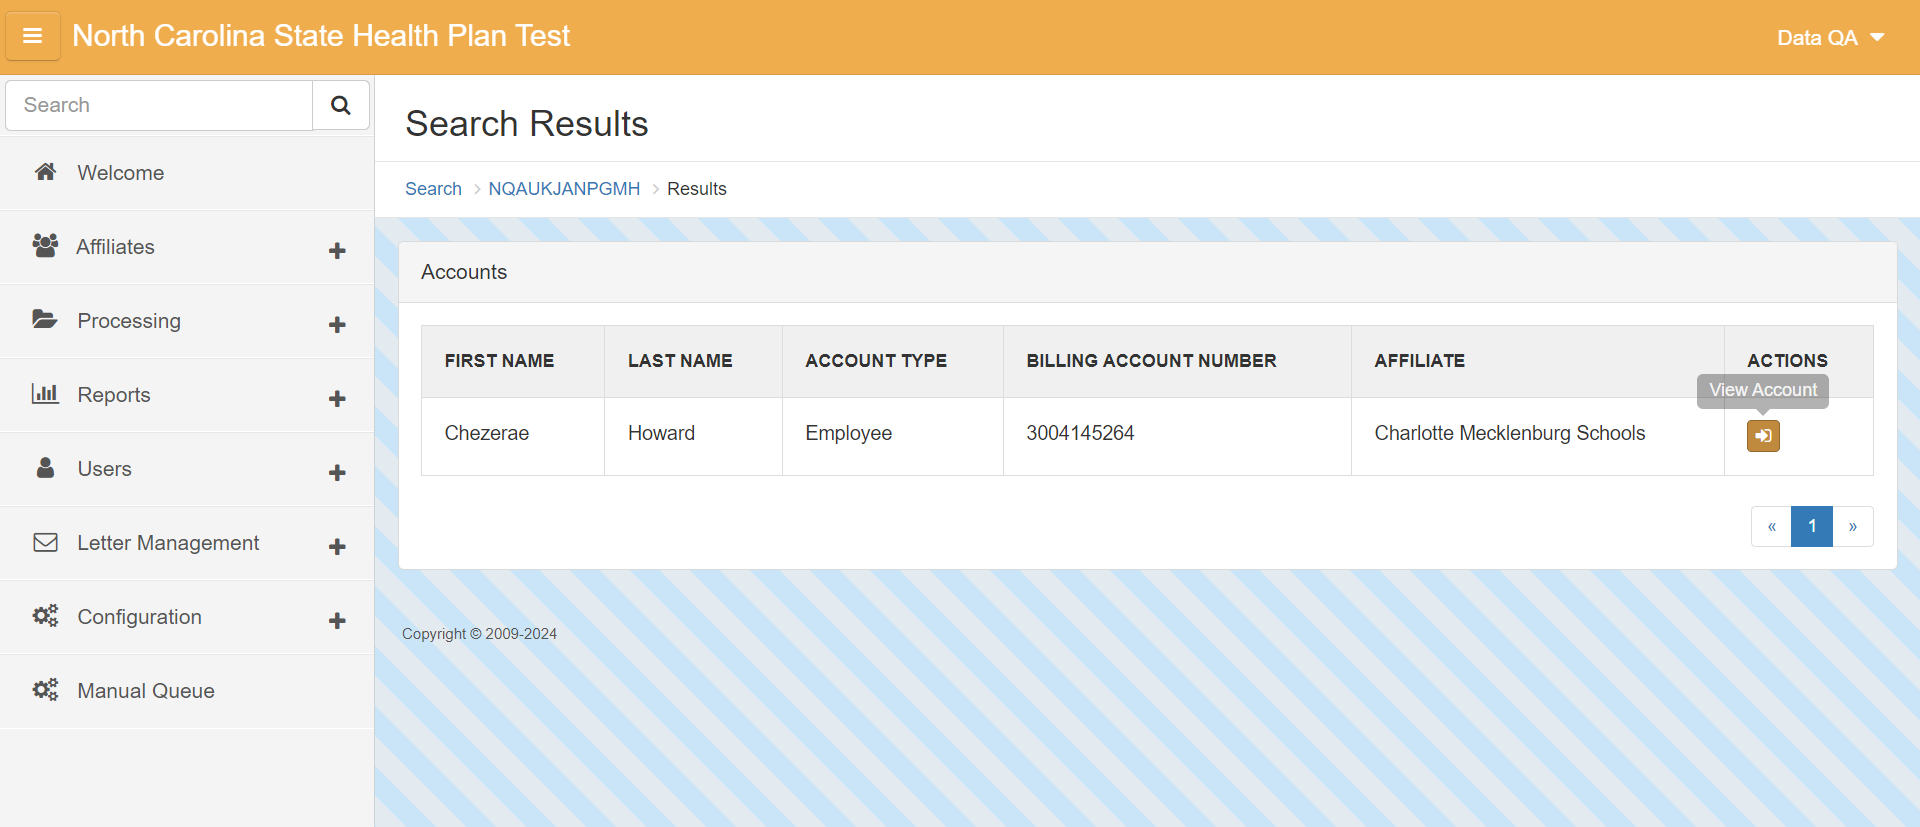 North Carolina State Health Plan Test
Data QA
Search
Welcome
Affiliates
Processing
Reports
Users
Letter Management
Configuration
Manual Queue
Search Results
Search > NQAUKJANPGMH > Results
Accounts
FIRST NAME LAST NAME ACCOUNT TYPE BILLING ACCOUNT NUMBER AFFILIATE ACTIONS
View Account
Chezerae Howard Employee 3004145264 Charlotte Mecklenburg Schools
« 1 »
Copyright © 2009-2024